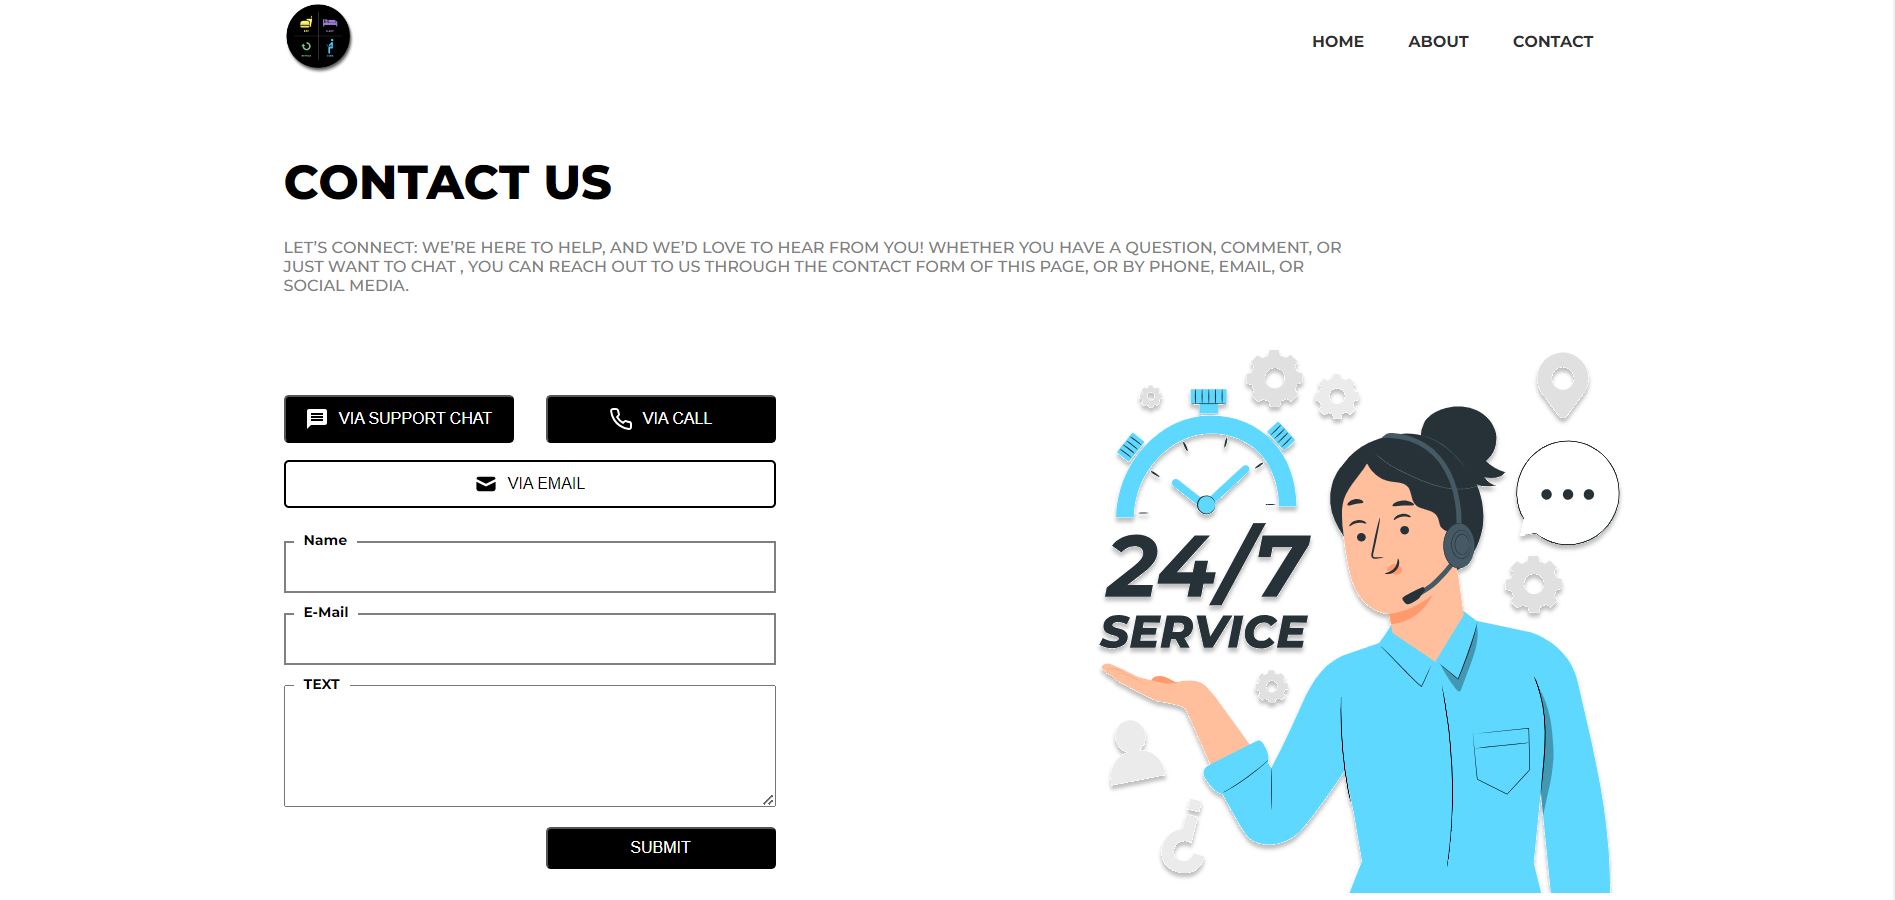 HOME ABOUT CONTACT
CONTACT US
LET’S CONNECT: WE’RE HERE TO HELP, AND WE’D LOVE TO HEAR FROM YOU! WHETHER YOU HAVE A QUESTION, COMMENT, OR
JUST WANT TO CHAT , YOU CAN REACH OUT TO US THROUGH THE CONTACT FORM OF THIS PAGE, OR BY PHONE, EMAIL, OR
SOCIAL MEDIA.
VIA SUPPORT CHAT
VIA CALL
VIA EMAIL
Name
E-Mail
TEXT
SUBMIT
24/7
SERVICE